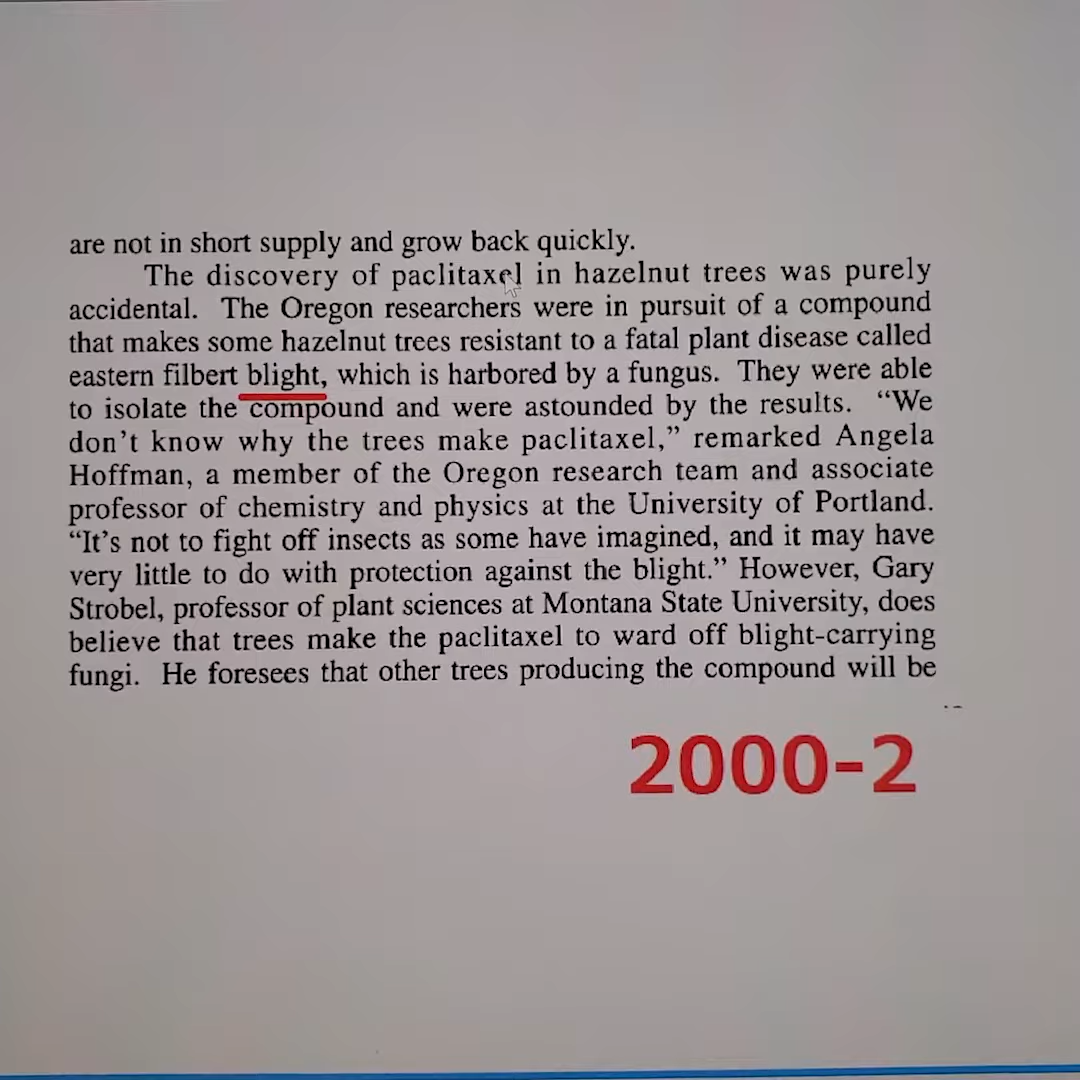 are not in short supply and grow back quickly.
The discovery of paclitaxel in hazelnut trees was purely
accidental. The Oregon researchers were in pursuit of a compound
that makes some hazelnut trees resistant to a fatal plant disease called
eastern filbert blight, which is harbored by a fungus. They were able
to isolate the compound and were astounded by the results. “We
don’t know why the trees make paclitaxel,” remarked Angela
Hoffman, a member of the Oregon research team and associate
professor of chemistry and physics at the University of Portland.
“It’s not to fight off insects as some have imagined, and it may have
very little to do with protection against the blight.” However, Gary
Strobel, professor of plant sciences at Montana State University, does
believe that trees make the paclitaxel to ward off blight-carrying
fungi. He foresees that other trees producing the compound will be
2000-2